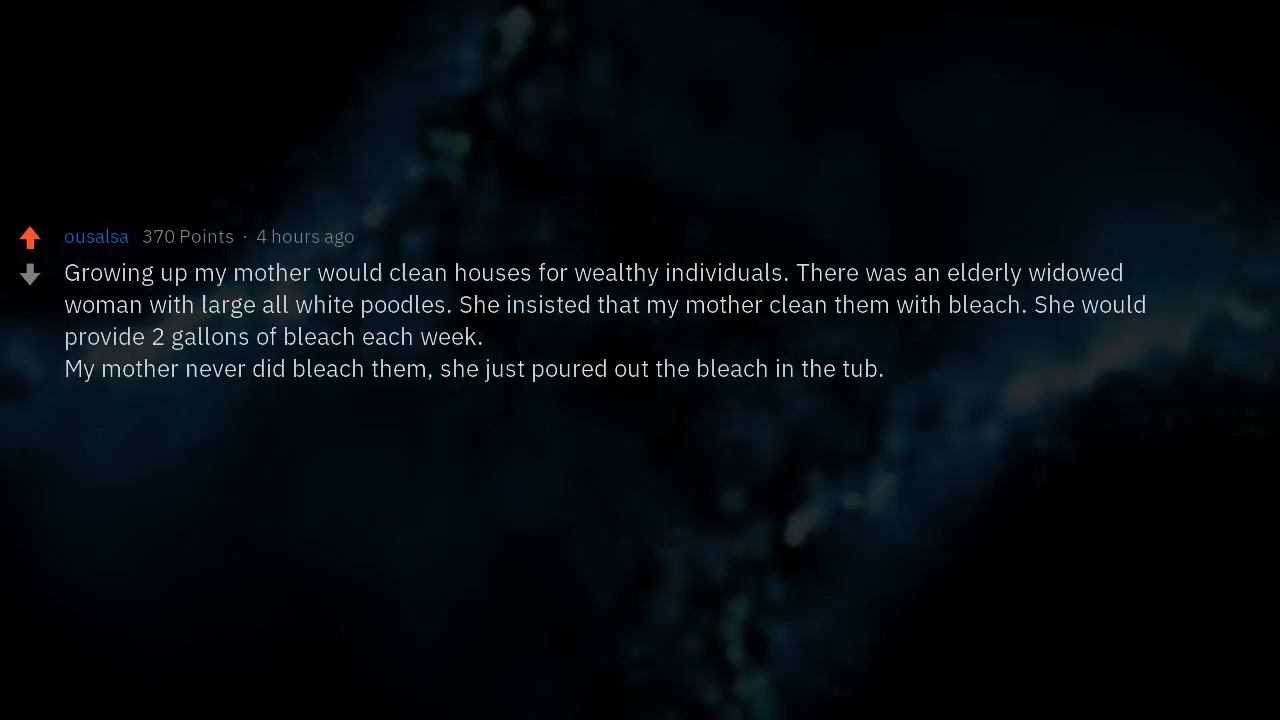 ousalsa 370 Points · 4 hours ago
Growing up my mother would clean houses for wealthy individuals. There was an elderly widowed
woman with large all white poodles. She insisted that my mother clean them with bleach. She would
provide 2 gallons of bleach each week.
My mother never did bleach them, she just poured out the bleach in the tub.